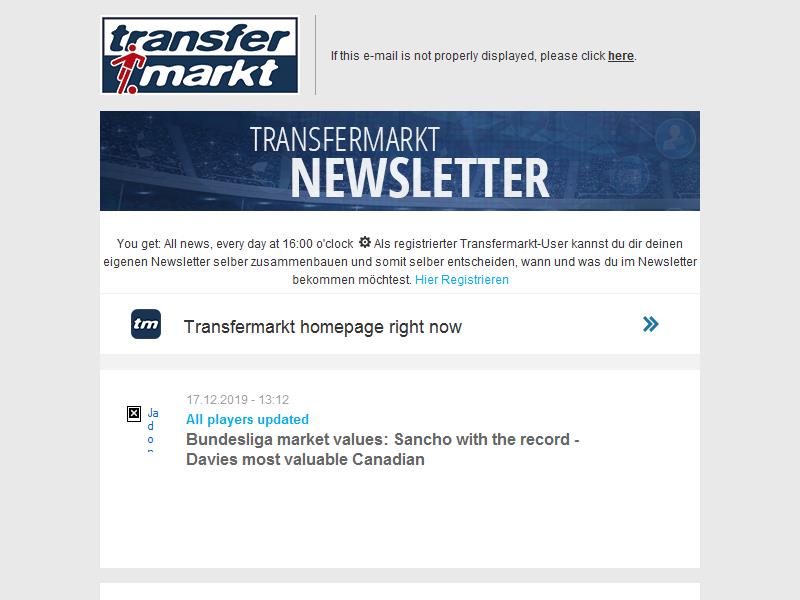 transfer
markt
If this e-mail is not properly displayed, please click here.
TRANSFERMARKT
NEWSLETTER
You get: All news, every day at 16:00 o'clock Als registrierter Transfermarkt-User kannst du dir deinen
eigenen Newsletter selber zusammenbauen und somit selber entscheiden, wann und was du im Newsletter
bekommen möchtest. Hier Registrieren
tm
Transfermarkt homepage right now
17.12.2019 - 13:12
Ja
d
o
All players updated
Bundesliga market values: Sancho with the record -
Davies most valuable Canadian